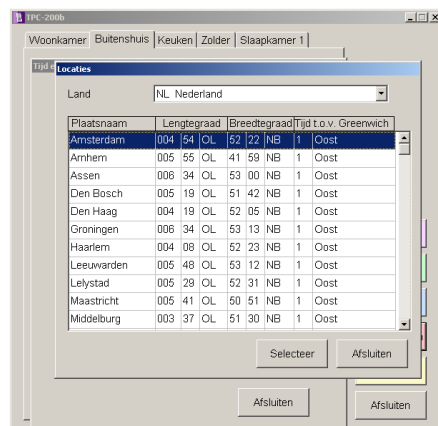 TPC-200b
Woonkamer Buitenshuis Keuken Zolder Slaapkamer 1
Tijd e
Locaties
Land NL Nederland
Plaatsnaam Lengtegraad Breedtegraad Tijd t.o.v. Greenwich
Amsterdam 004 54 OL 52 22 NB 1 Oost
Arnhem 005 55 OL 41 59 NB 1 Oost
Assen 006 34 OL 53 00 NB 1 Oost
Den Bosch 005 19 OL 51 42 NB 1 Oost
Den Haag 004 19 OL 52 05 NB 1 Oost
Groningen 006 34 OL 53 13 NB 1 Oost
Haarlem 004 08 OL 52 23 NB 1 Oost
Leeuwarden 005 48 OL 53 12 NB 1 Oost
Lelystad 005 29 OL 52 31 NB 1 Oost
Maastricht 005 41 OL 50 51 NB 1 Oost
Middelburg 003 37 OL 51 30 NB 1 Oost
Selecteer Afsluiten
Afsluiten Afsluiten